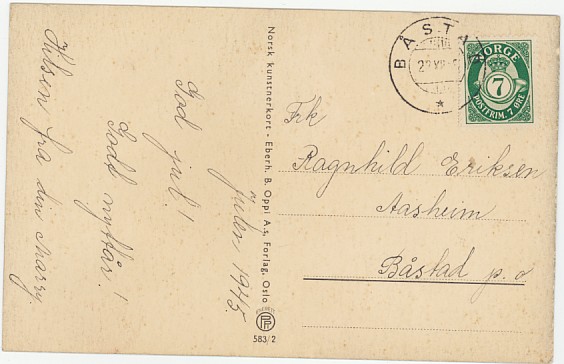 God jul!
Godt nyttår!
Hilsen fra din Marry.
Julen 1945.
Norsk kunstnerkort - Eberh. B. Oppi A.s, Forlag, Oslo
583/2
BÅSTAD
NORGE
7
POSTFRIM. 7 ØRE
Frk
Ragnhild Eriksen
Aasheim
Båstad p. o